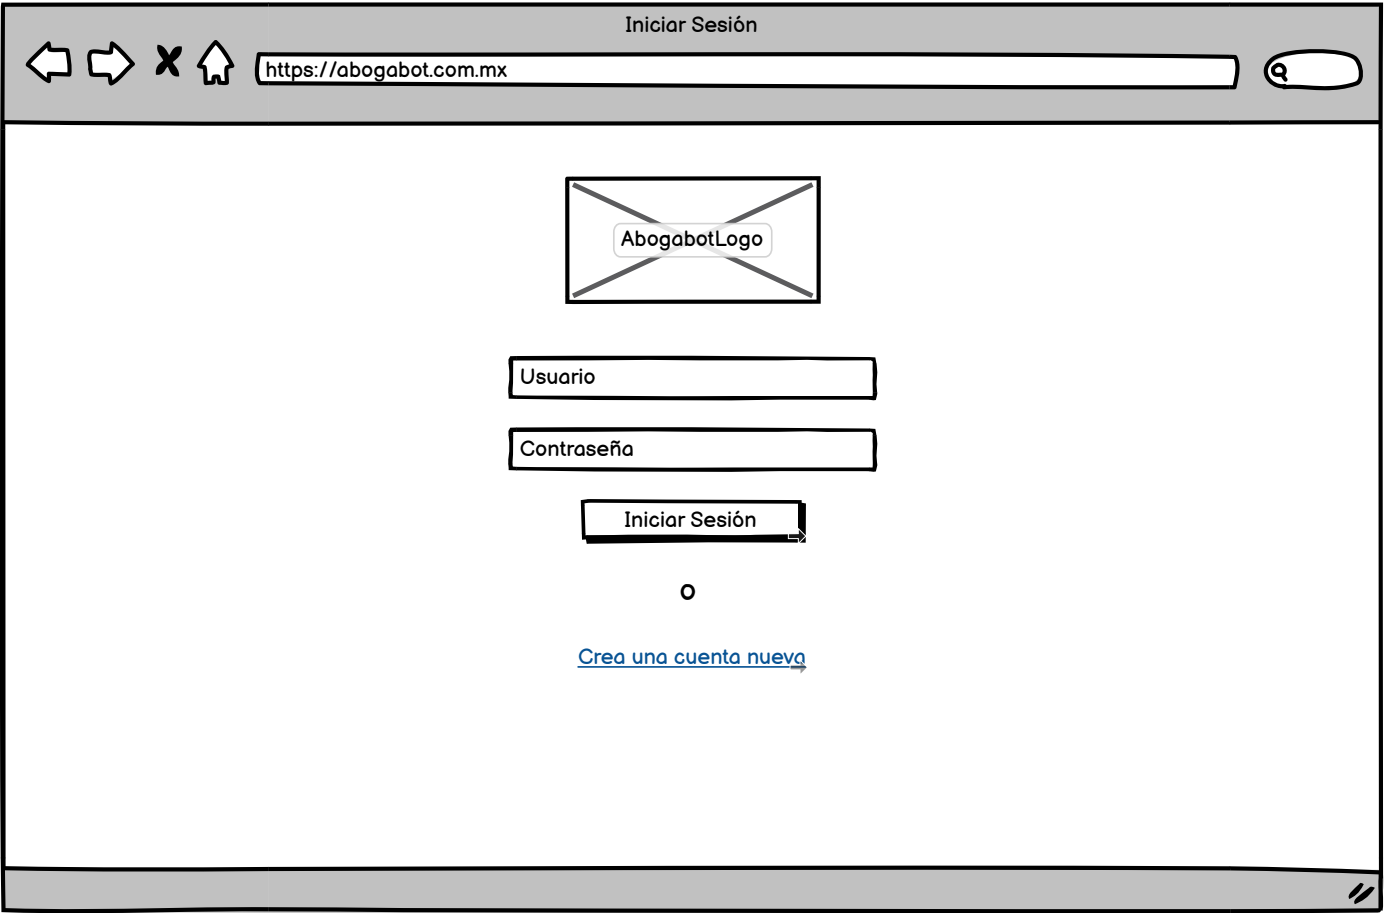 Iniciar Sesión
https://abogabot.com.mx
AbogabotLogo
Usuario
Contraseña
Iniciar Sesión
o
Crea una cuenta nueva